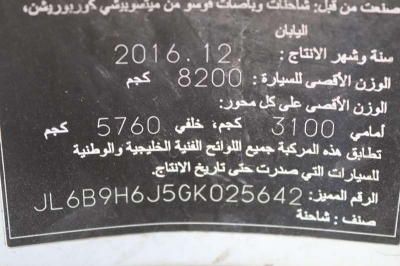 صنعت من قبل: شاحنات وباصات فوسو من ميتسوبيشي كوربوريشن،
اليابان
سنة وشهر الانتاج : 2016.12
الوزن الأقصى للسيارة : 8200 كجم
الوزن الأقصى على كل محور:
أمامي 3100 كجم، خلفي 5760 كجم
تطابق هذه المركبة جميع اللوائح الفنية الخليجية والوطنية
للسيارات التي صدرت حتى تاريخ الانتاج.
الرقم المميز: JL6B9H6J5GK025642
صنف : شاحنة